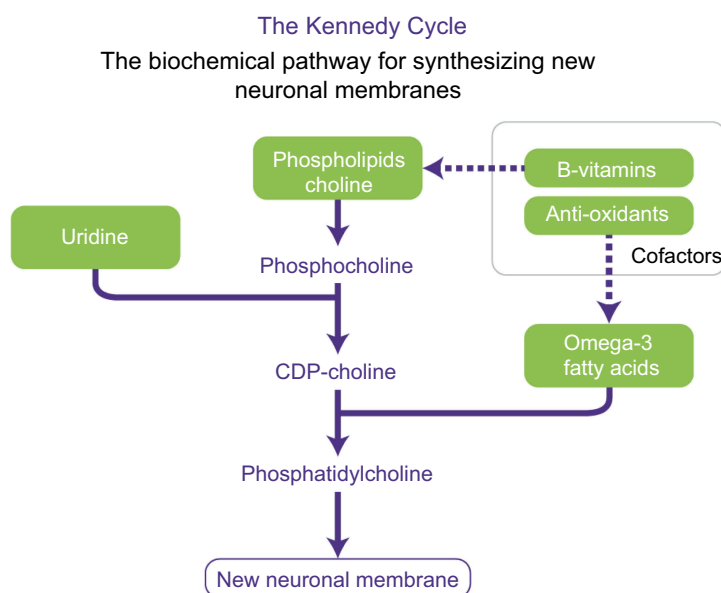 The Kennedy Cycle
The biochemical pathway for synthesizing new
neuronal membranes
Phospholipids
choline
B-vitamins
Anti-oxidants
Uridine
Cofactors
Phosphocholine
Omega-3
fatty acids
CDP-choline
Phosphatidylcholine
New neuronal membrane